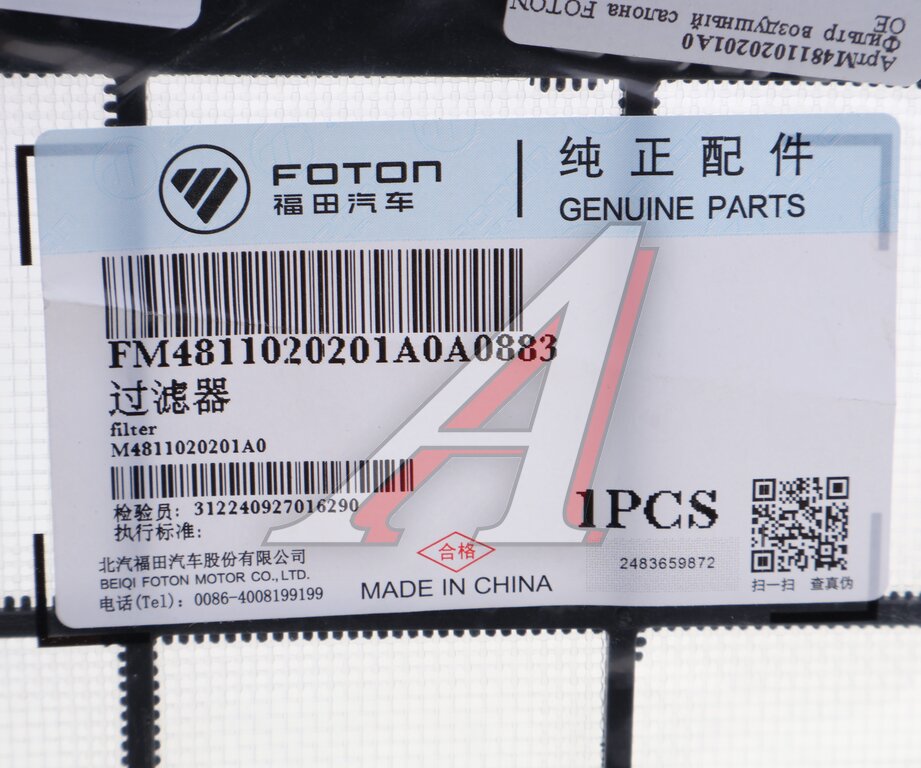 АртM4811020201A0
Фильтр воздушный салона FOTON
OE
FOTON
福田汽车
纯正配件
GENUINE PARTS
FM4811020201A0A0883
过滤器
filter
M4811020201A0
检验员: 312240927016290
执行标准:
1PCS
北汽福田汽车股份有限公司
BEIQI FOTON MOTOR CO.,LTD.
电话(Tel): 0086-4008199199
合格
MADE IN CHINA
2483659872
扫一扫 查真伪